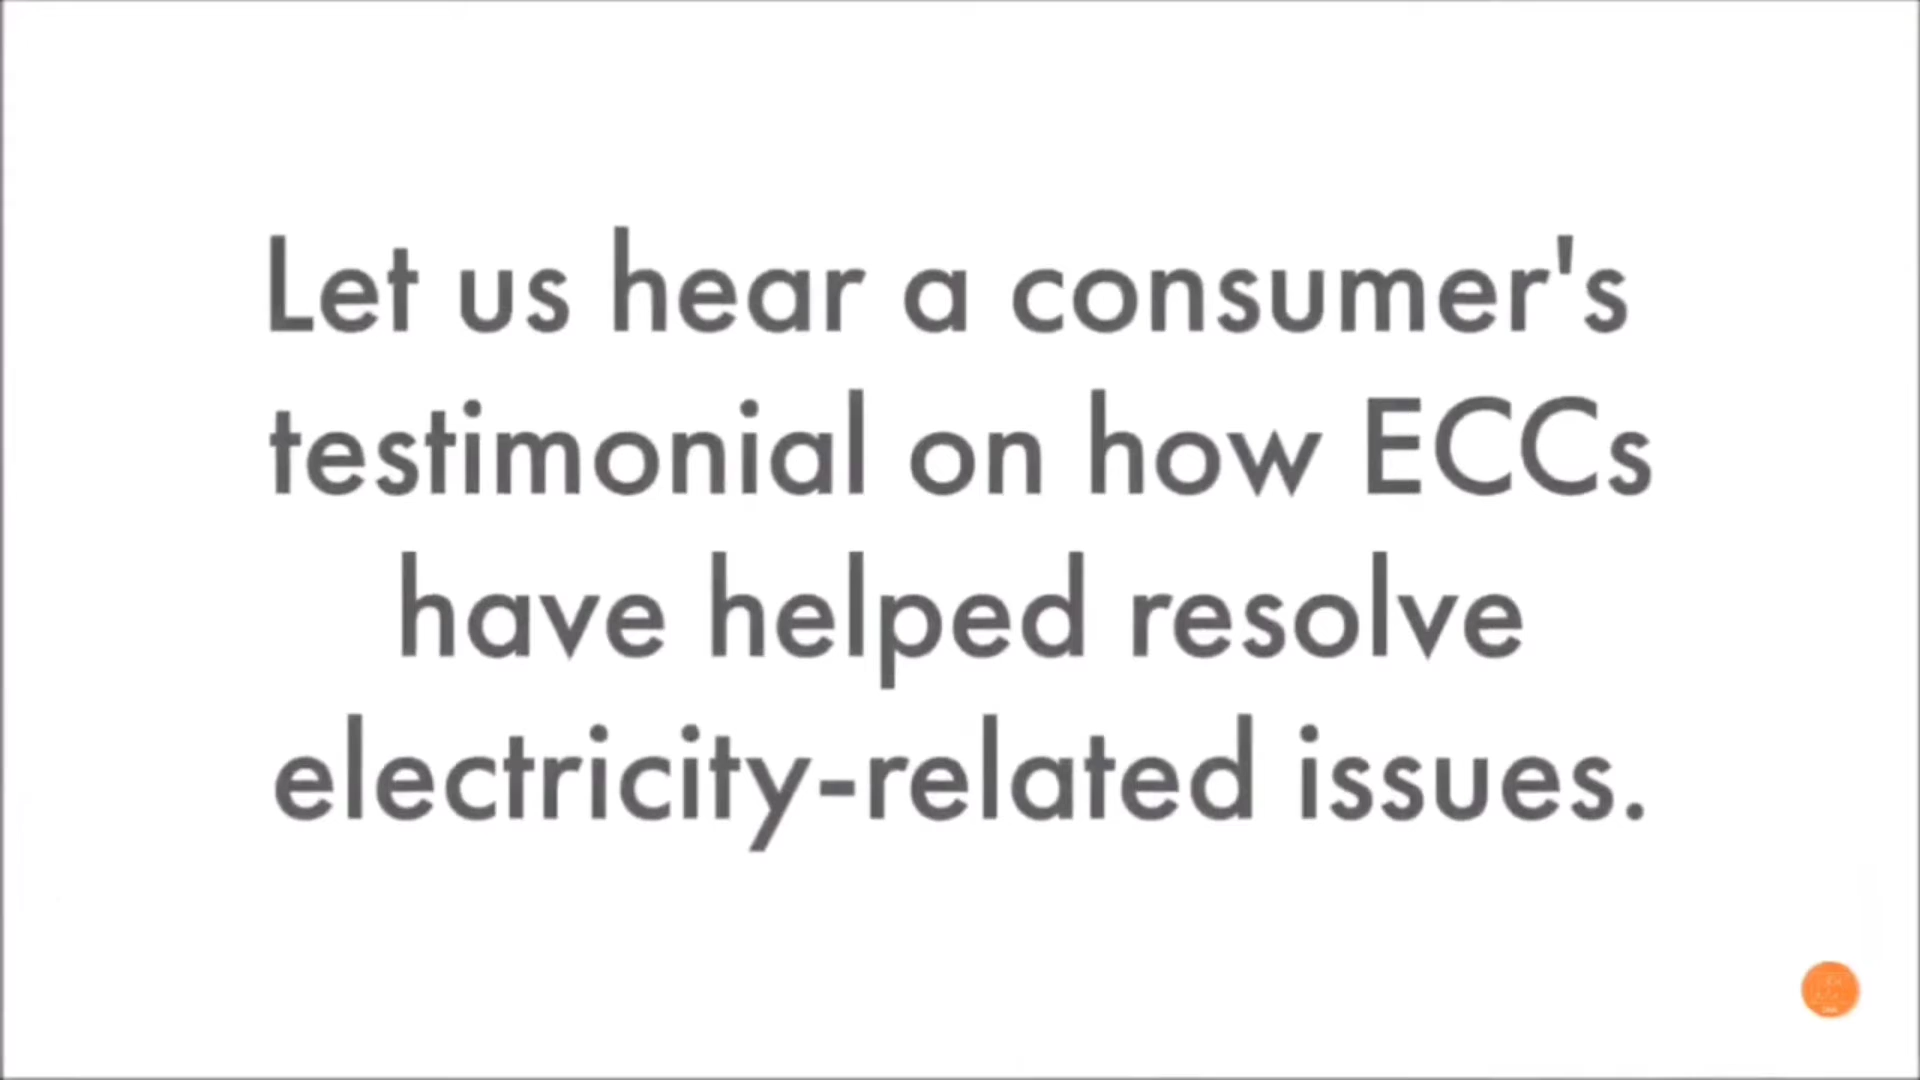 Let us hear a consumer's
testimonial on how ECCs
have helped resolve
electricity-related issues.